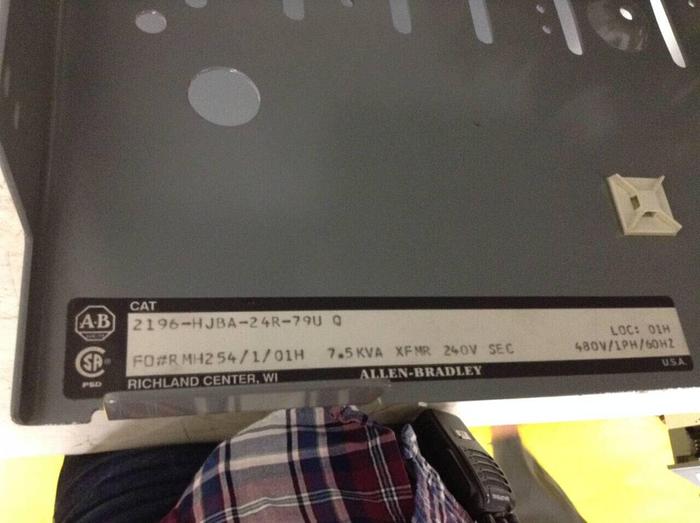 CAT
A-B
2196-HJBA-24R-79U Q
LOC: 01H
FO#RMH254/1/01H 7.5KVA XFMR 240V SEC 480V/1PH/60HZ
SA
PSD
RICHLAND CENTER, WI ALLEN-BRADLEY U.S.A.